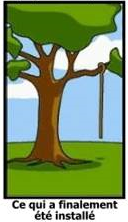 Ce qui a finalement
été installé